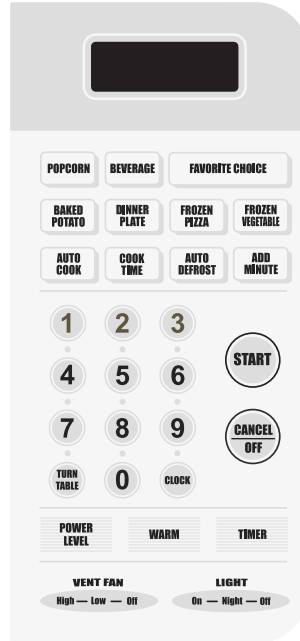 POPCORN BEVERAGE FAVORITE CHOICE
BAKED POTATO DINNER PLATE FROZEN PIZZA FROZEN VEGETABLE
AUTO COOK COOK TIME AUTO DEFROST ADD MINUTE
1 2 3
START
4 5 6
7 8 9
CANCEL
OFF
TURN TABLE 0 CLOCK
POWER LEVEL WARM TIMER
VENT FAN LIGHT
High — Low — Off On — Night — Off